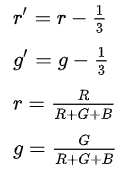 r′ = r − 1/3
g′ = g − 1/3
r = R/(R+G+B)
g = G/(R+G+B)